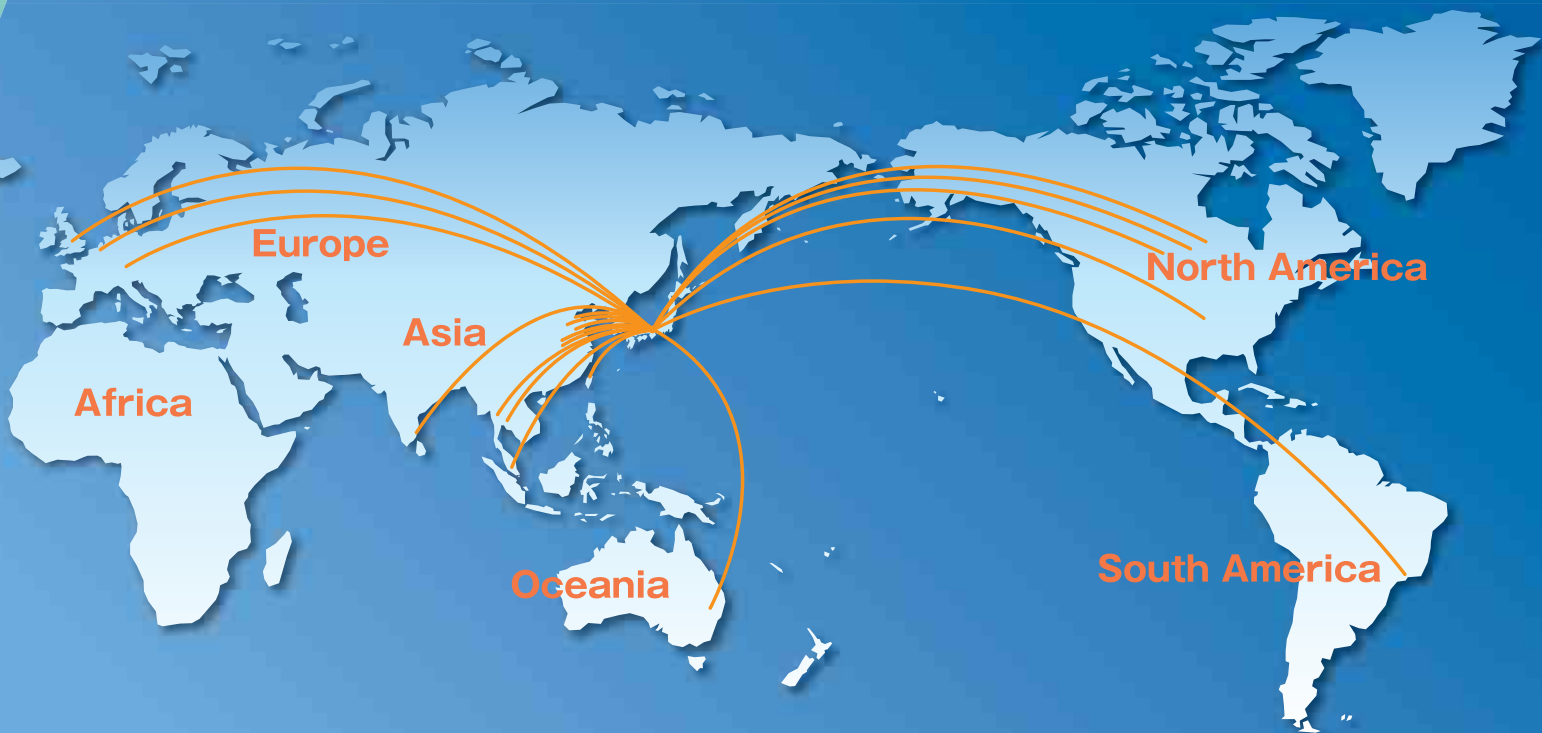 Europe
North America
Asia
Africa
South America
Oceania